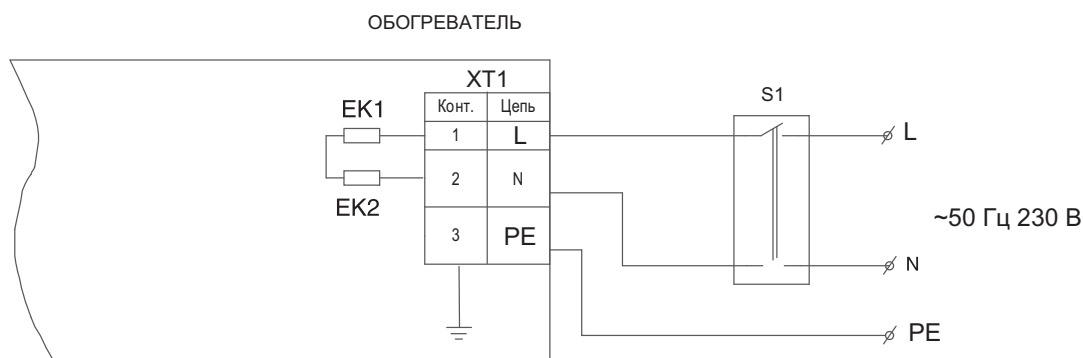 ОБОГРЕВАТЕЛЬ
XT1
S1
Конт. Цепь
EK1
1 L
L
2 N
EK2
~50 Гц 230 В
3 PE
N
PE